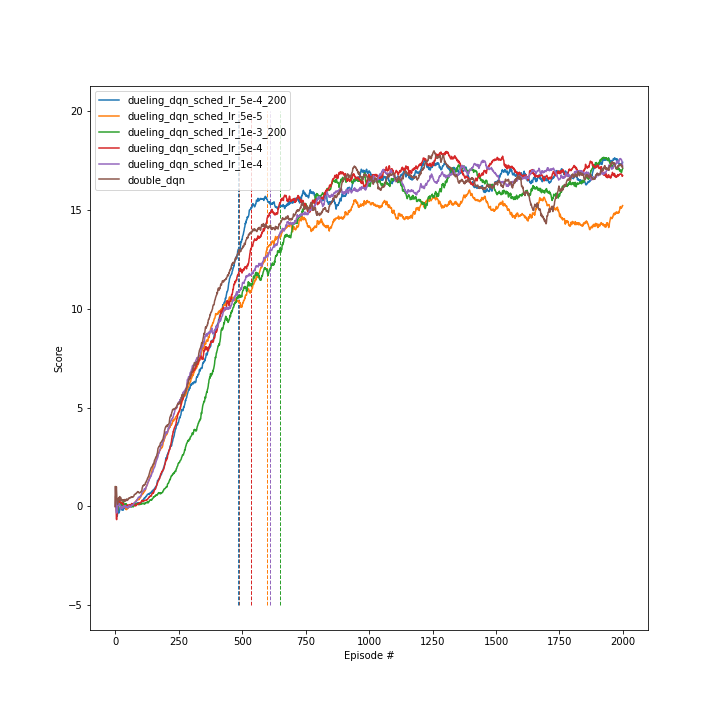 dueling_dqn_sched_lr_5e-4_200
dueling_dqn_sched_lr_5e-5
dueling_dqn_sched_lr_1e-3_200
dueling_dqn_sched_lr_5e-4
dueling_dqn_sched_lr_1e-4
double_dqn
20
15
10
5
0
−5
Score
0 250 500 750 1000 1250 1500 1750 2000
Episode #